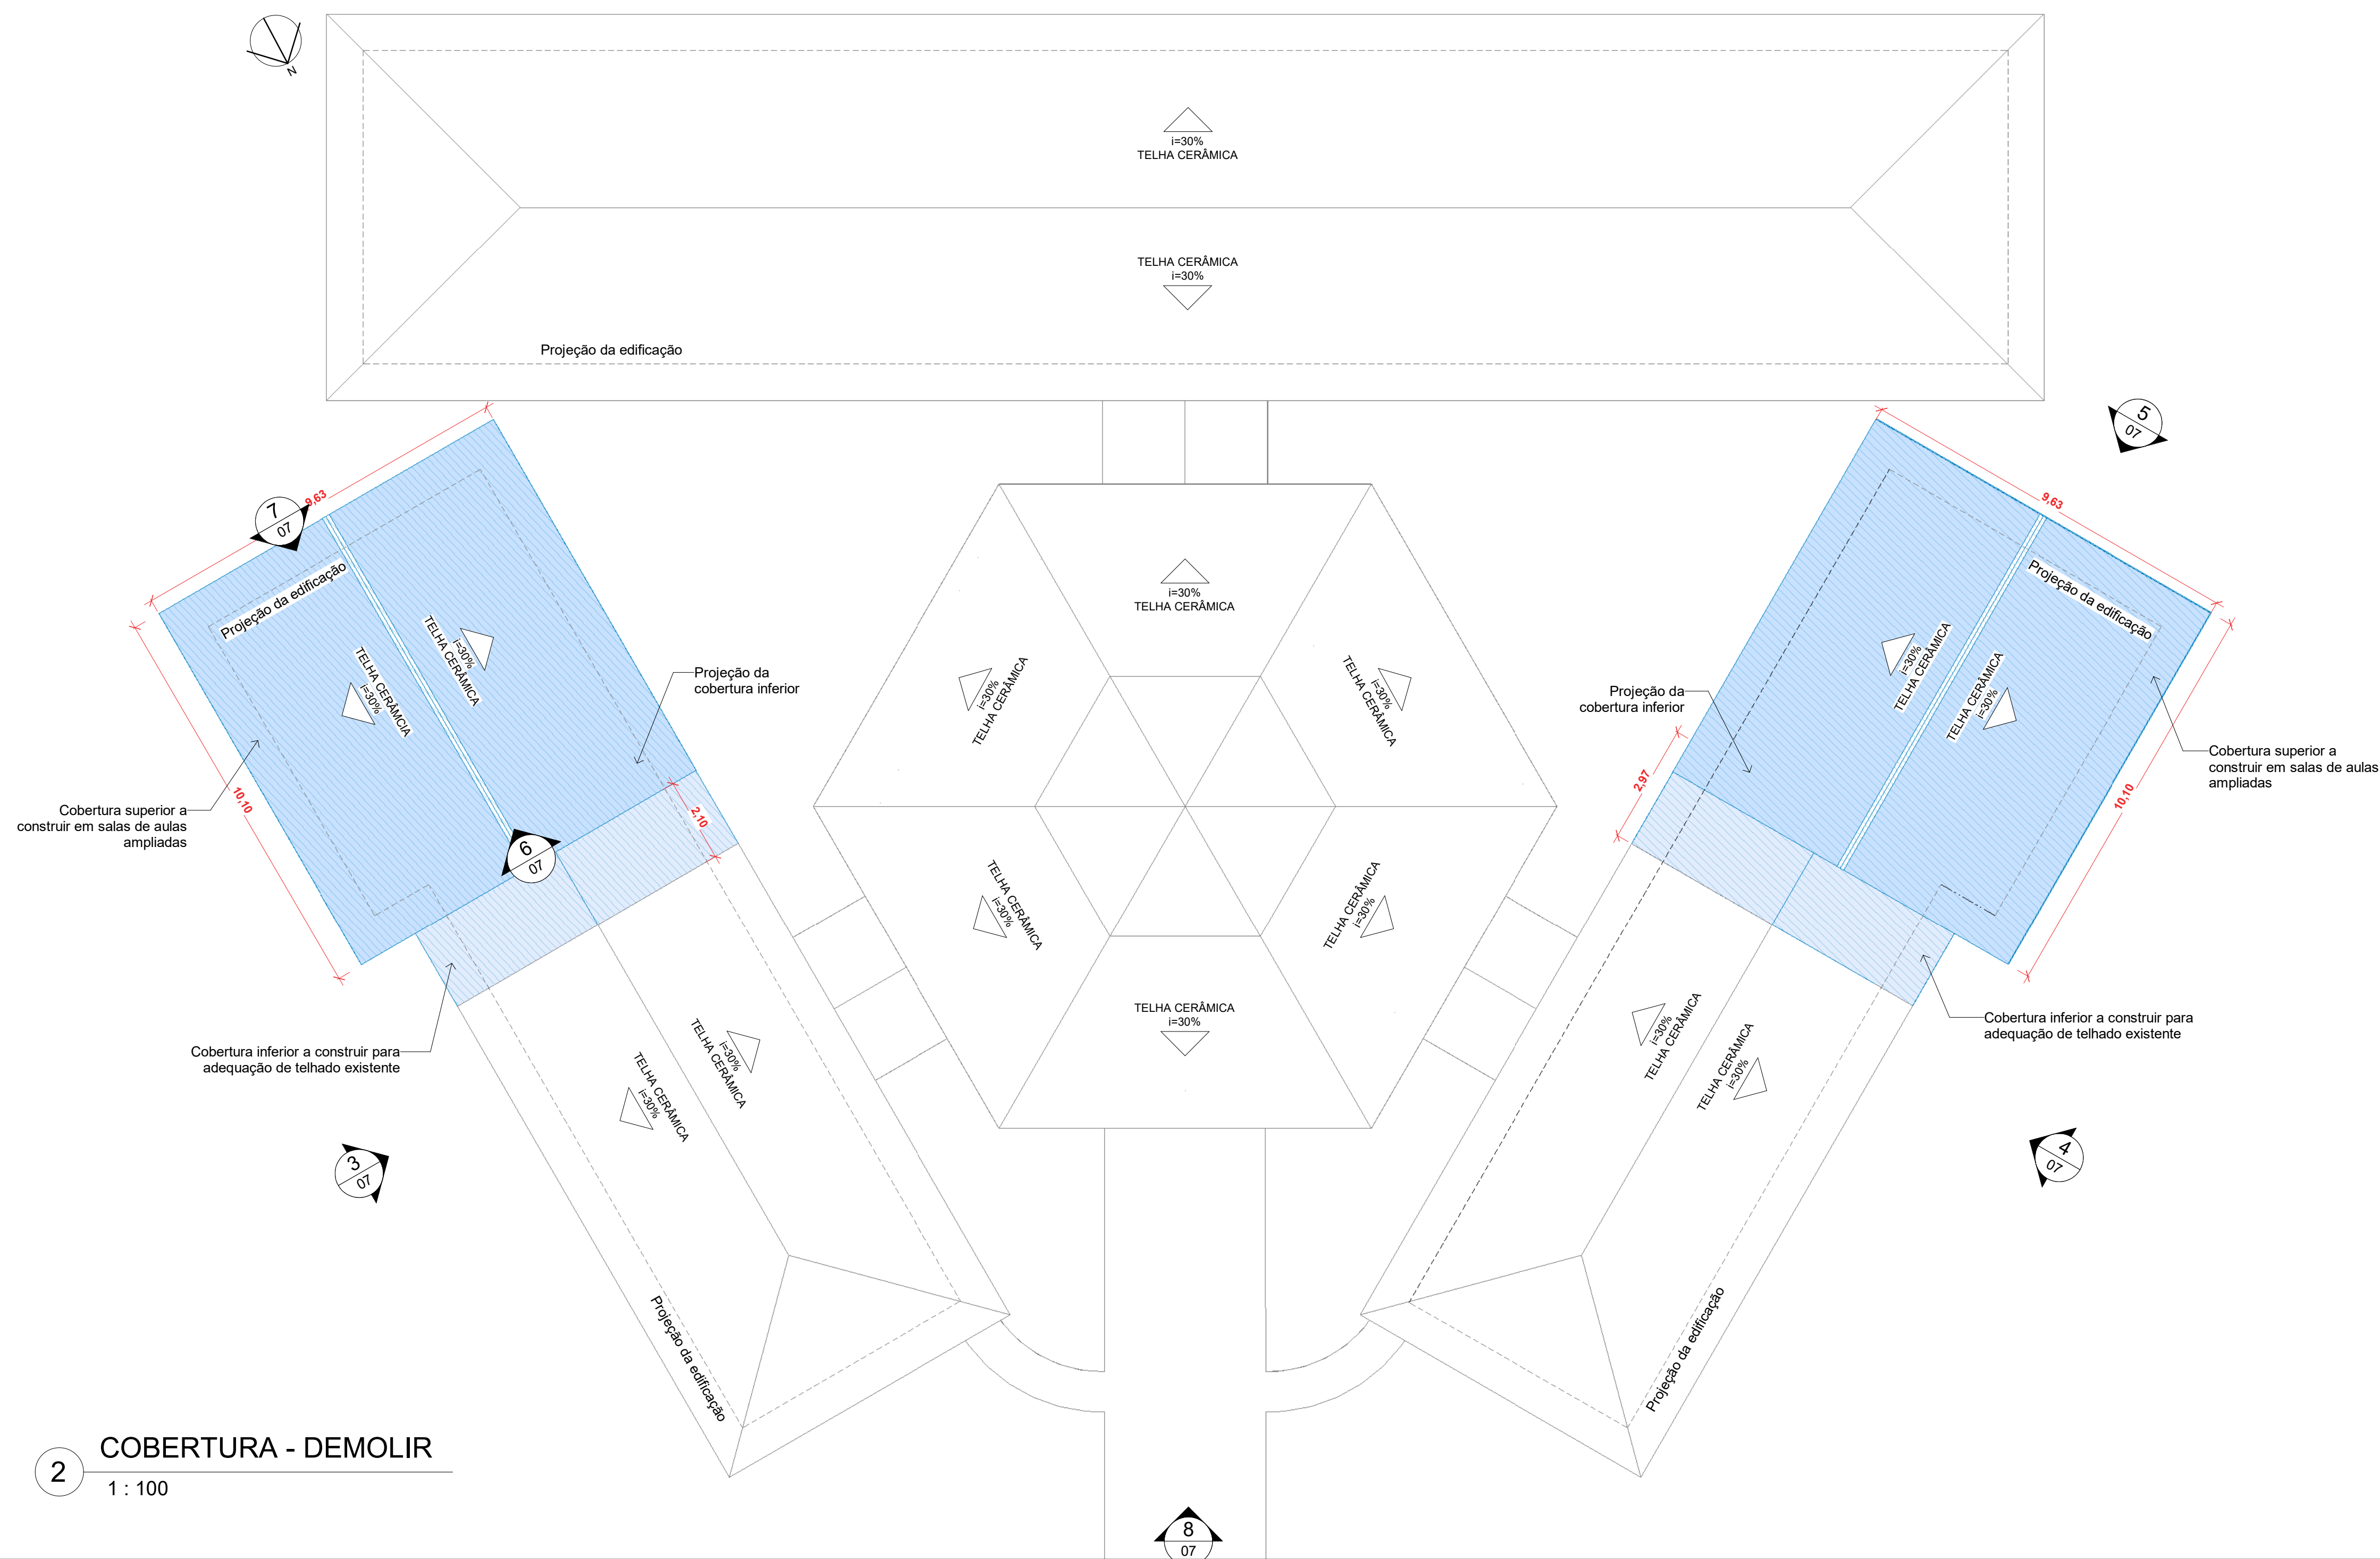 N
i=30%
TELHA CERÂMICA
TELHA CERÂMICA
i=30%
Projeção da edificação
5
07
9,63
7
07
Projeção da edificação
TELHA CERÂMCIA
i=30%
i=30%
TELHA CERÂMICA
Projeção da
cobertura inferior
10,10
Cobertura superior a
construir em salas de aulas
ampliadas
6
07
2,10
Cobertura inferior a construir para
adequação de telhado existente
3
07
TELHA CERÂMICA
i=30%
i=30%
TELHA CERÂMICA
Projeção da edificação
i=30%
TELHA CERÂMICA
i=30%
TELHA CERÂMICA
i=30%
TELHA CERÂMICA
TELHA CERÂMICA
i=30%
TELHA CERÂMICA
i=30%
TELHA CERÂMICA
i=30%
9,63
Projeção da edificação
i=30%
TELHA CERÂMICA
TELHA CERÂMICA
i=30%
Projeção da
cobertura inferior
2,97
10,10
Cobertura superior a
construir em salas de aulas
ampliadas
Cobertura inferior a construir para
adequação de telhado existente
i=30%
TELHA CERÂMICA
TELHA CERÂMICA
i=30%
4
07
Projeção da edificação
2
COBERTURA - DEMOLIR
1 : 100
8
07